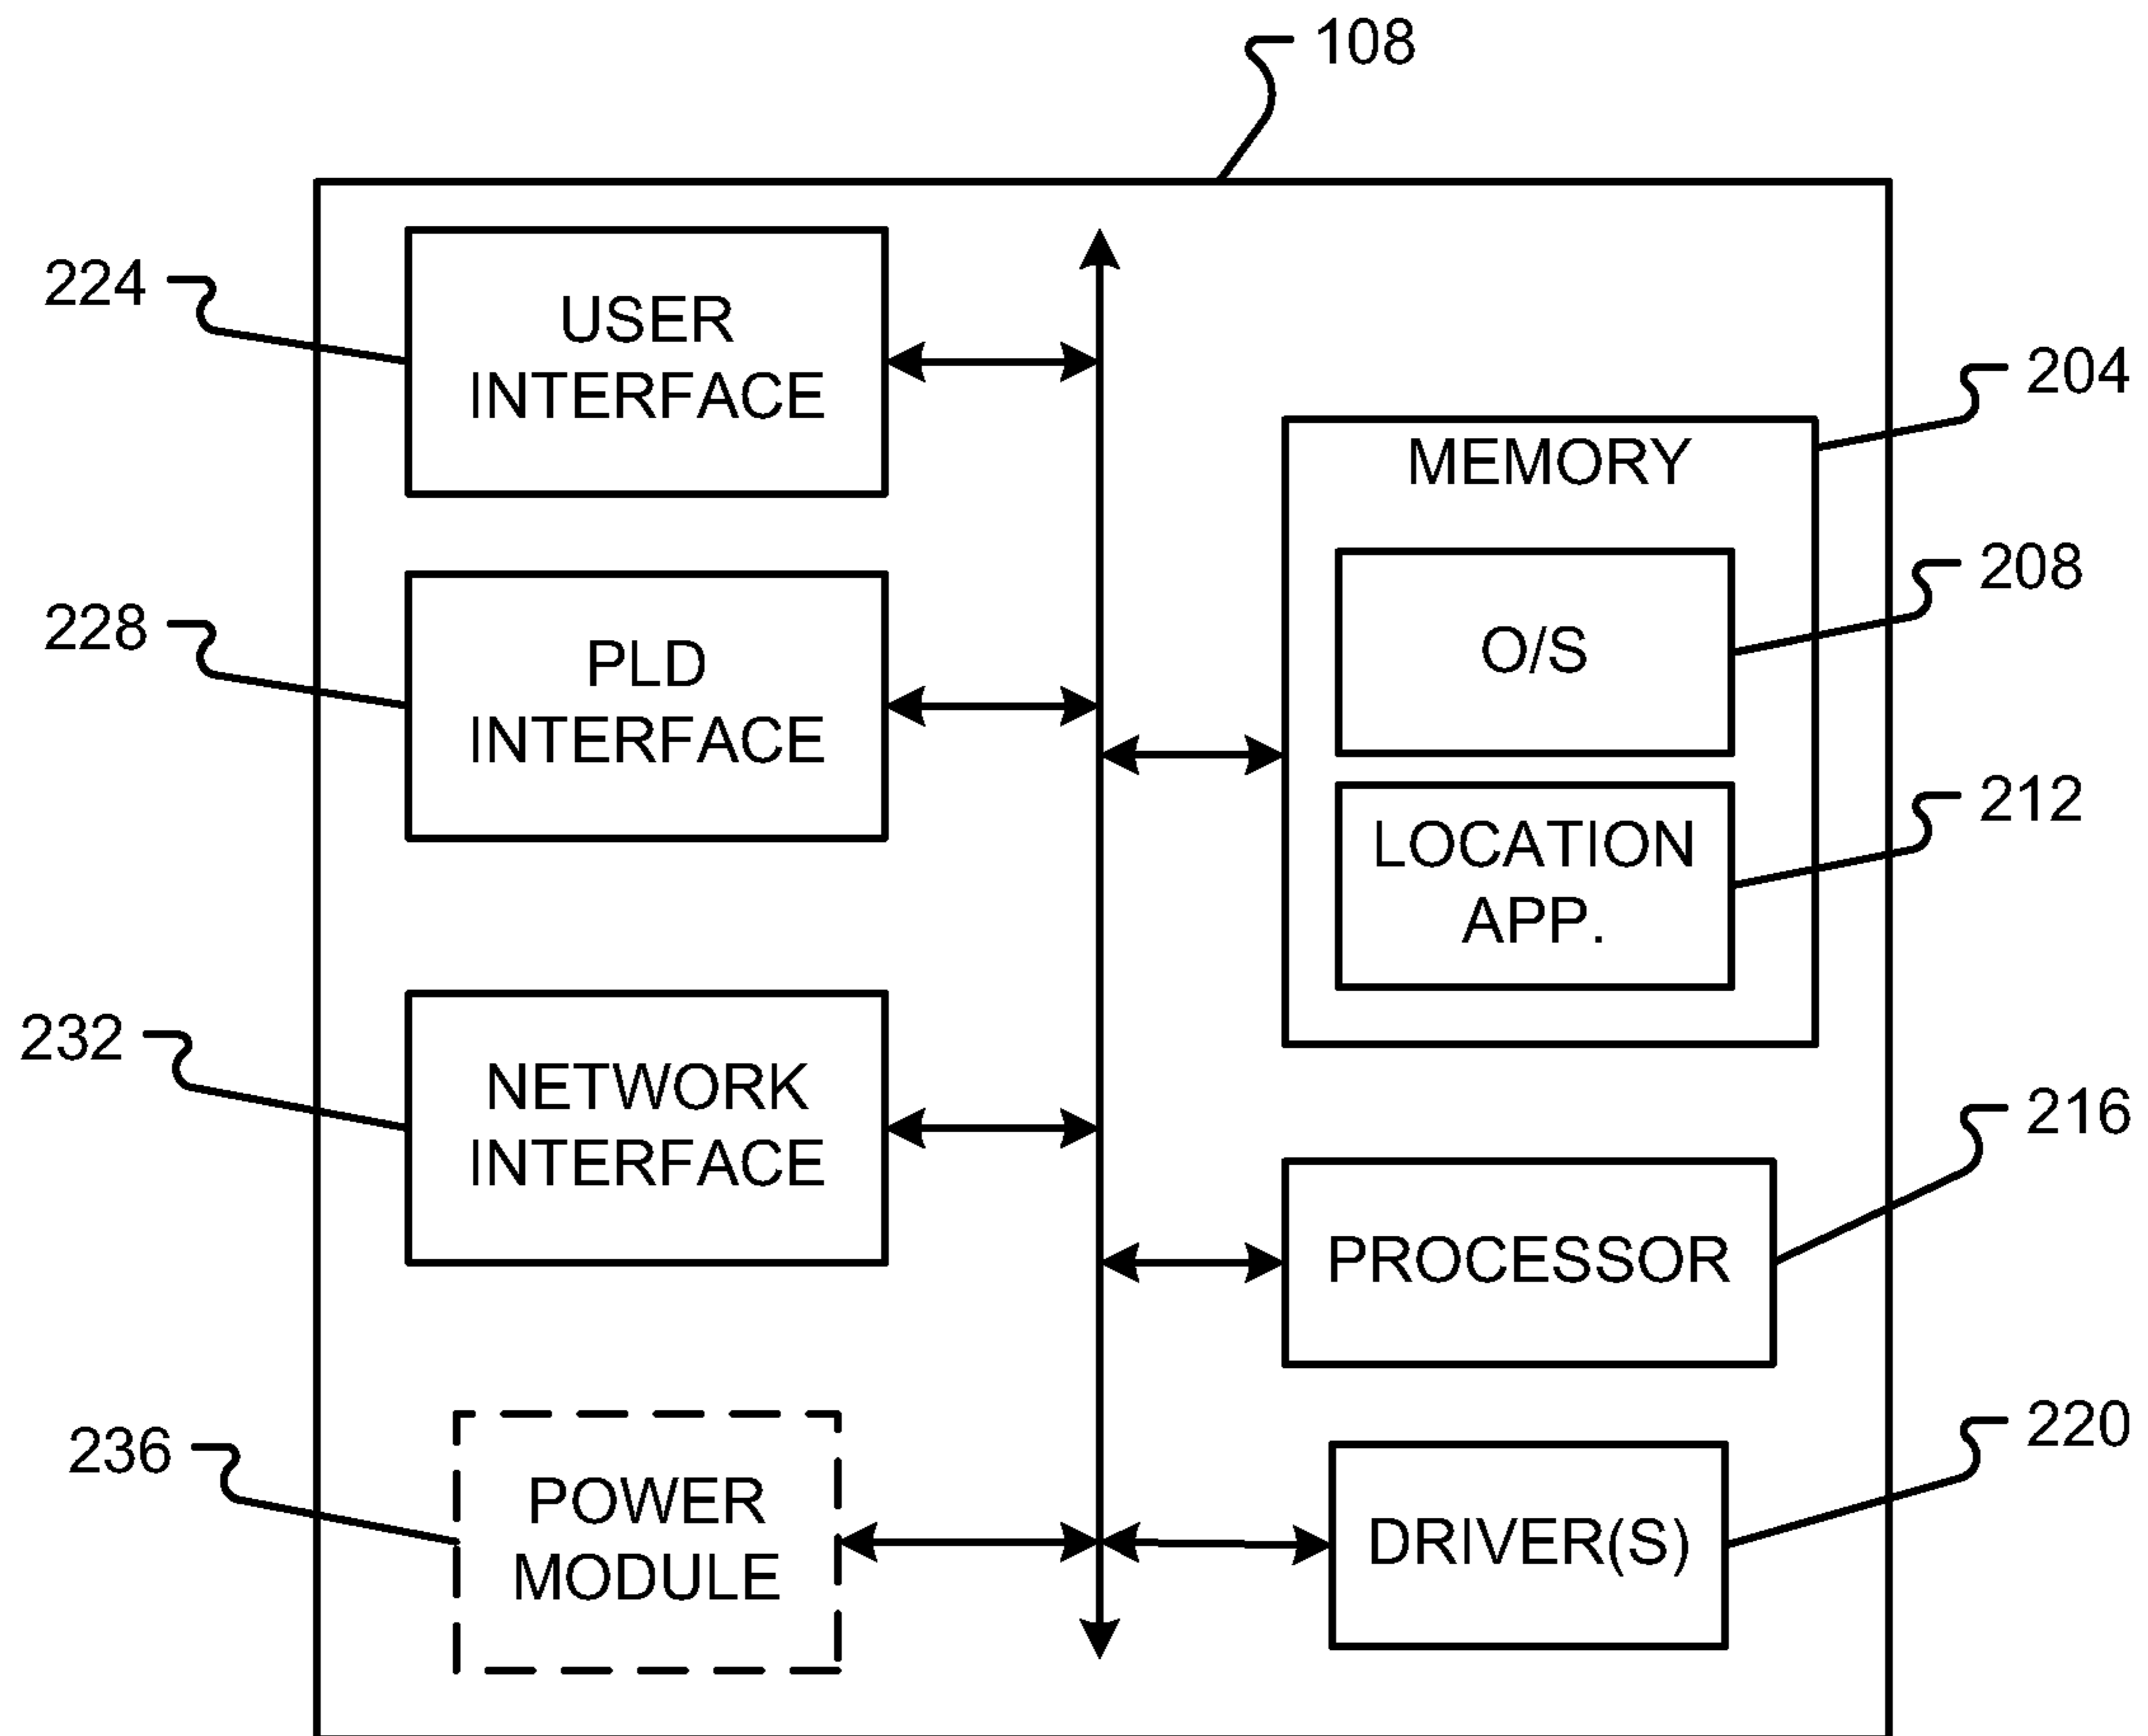 108
224
USER
INTERFACE
204
MEMORY
208
O/S
228
PLD
INTERFACE
212
LOCATION
APP.
232
NETWORK
INTERFACE
216
PROCESSOR
236
POWER
MODULE
220
DRIVER(S)